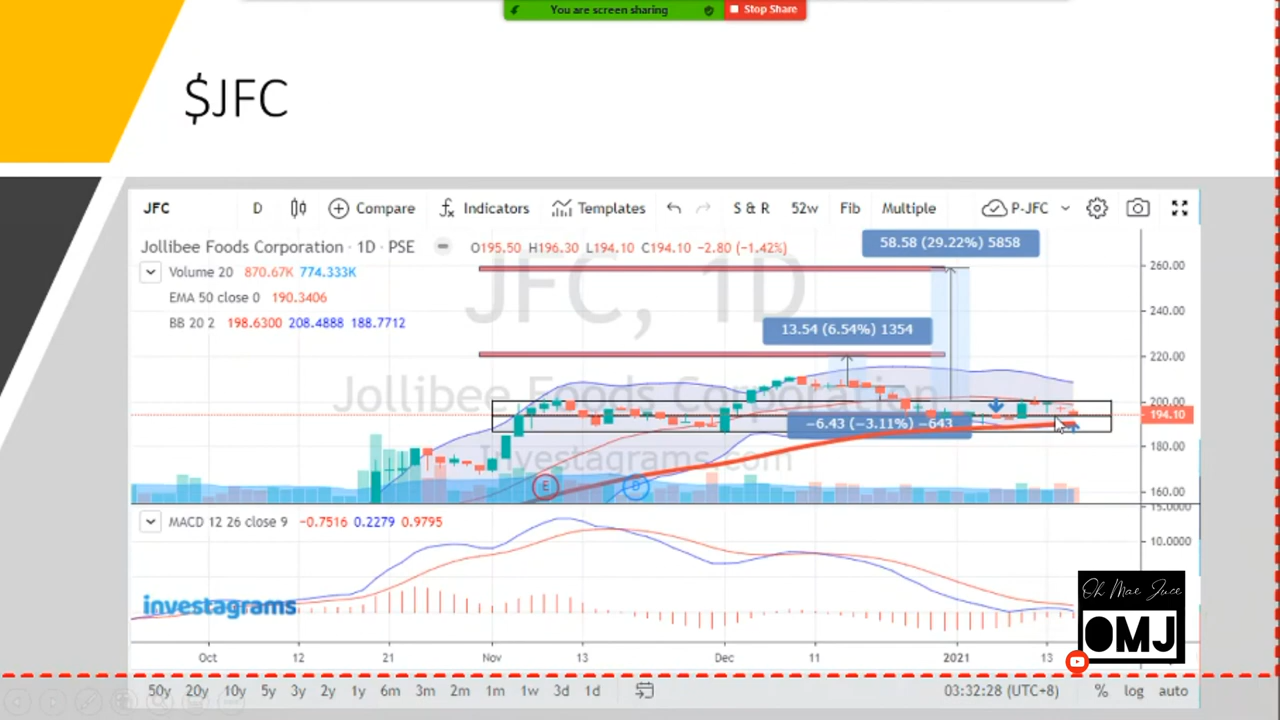 You are screen sharing
Stop Share
$JFC
JFC D Compare Indicators Templates S & R 52w Fib Multiple P-JFC
Jollibee Foods Corporation · 1D · PSE O195.50 H196.30 L194.10 C194.10 −2.80 (−1.42%)
58.58 (29.22%) 5858
Volume 20 870.67K 774.333K
EMA 50 close 0 190.3406
BB 20 2 198.6300 208.4888 188.7712
JFC, 1D
Jollibee Foods Corporation
Investagrams.com
13.54 (6.54%) 1354
−6.43 (−3.11%) −643
260.00
240.00
220.00
200.00
194.10
180.00
160.00
E
D
MACD 12 26 close 9 −0.7516 0.2279 0.9795
15.0000
10.0000
investagrams
Oh Mae Juce
OMJ
Oct 12 21 Nov 13 Dec 11 2021 13
50y 20y 10y 5y 3y 2y 1y 6m 3m 2m 1m 1w 3d 1d 03:32:28 (UTC+8) % log auto